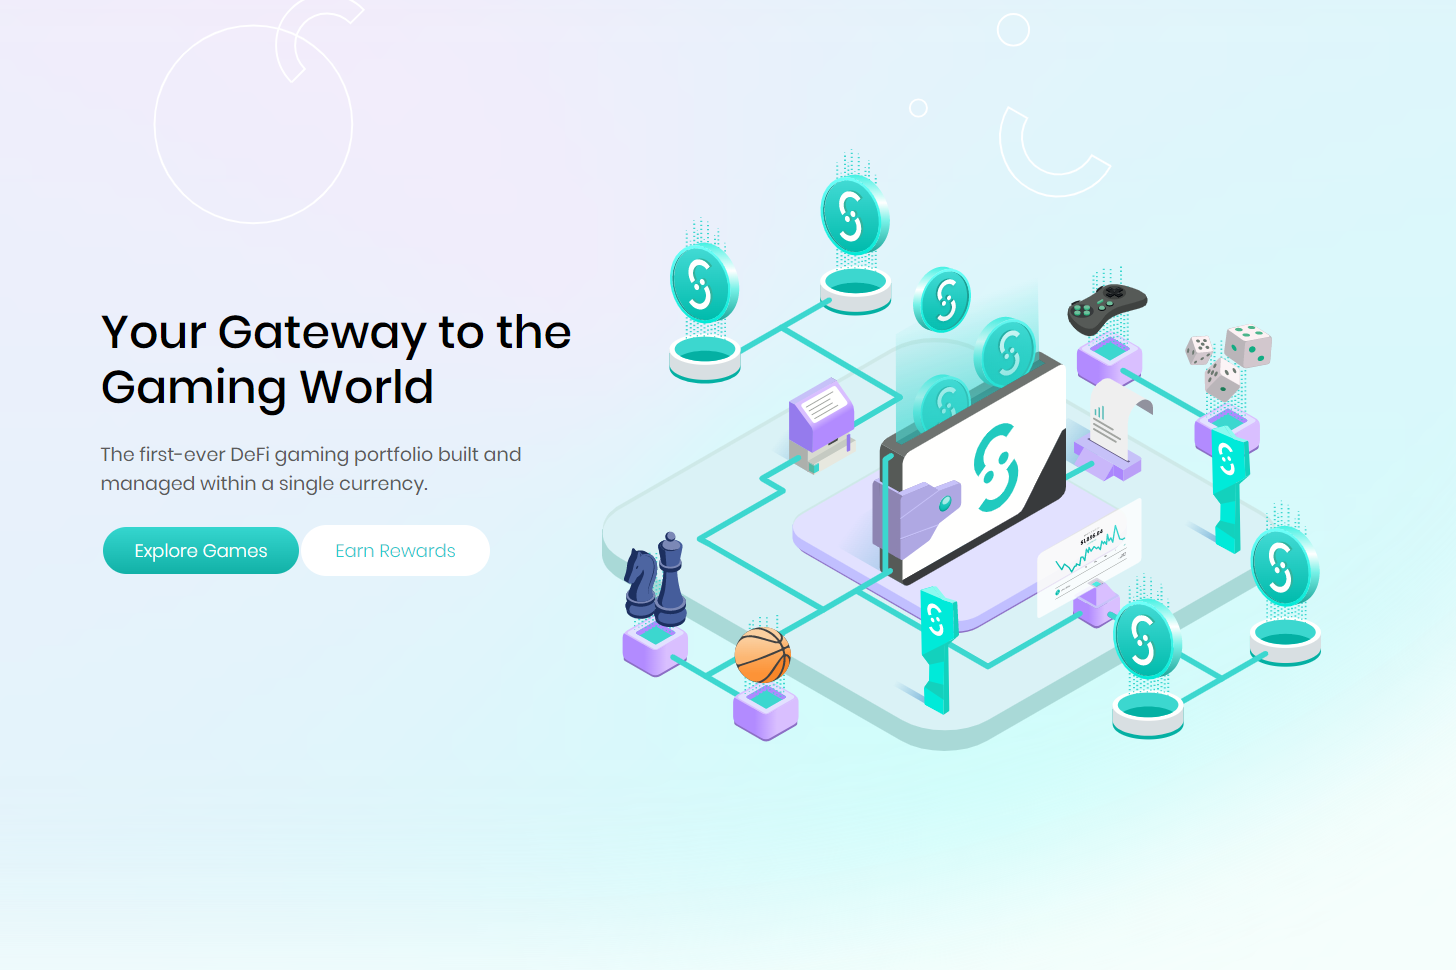 Your Gateway to the
Gaming World
The first-ever DeFi gaming portfolio built and
managed within a single currency.
Explore Games
Earn Rewards